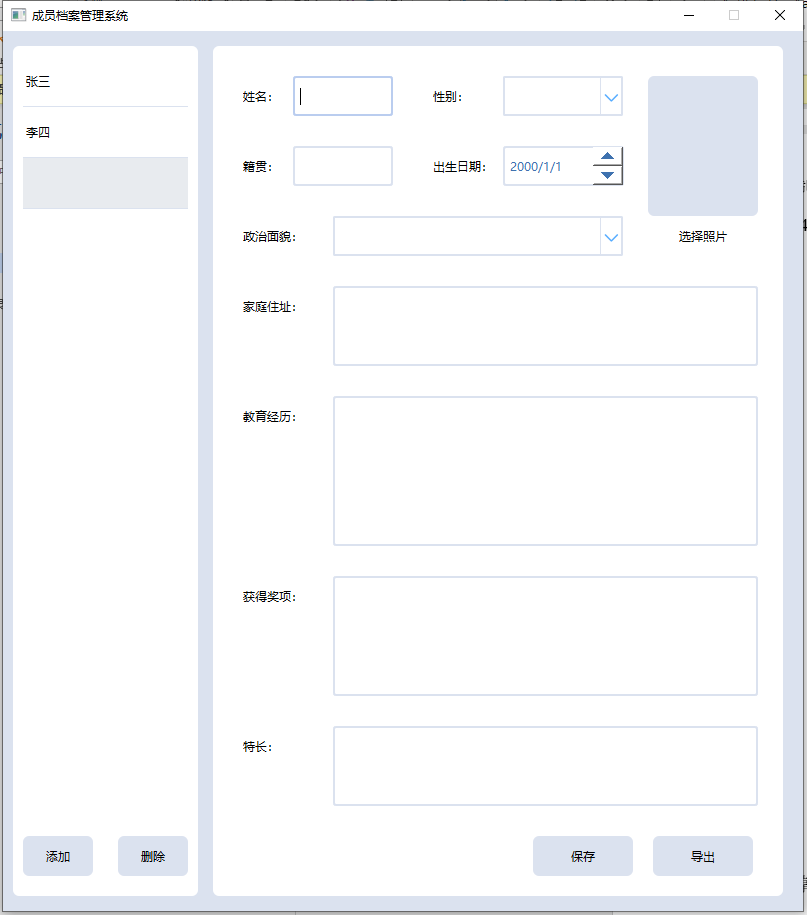 成员档案管理系统
张三
李四
添加 删除
姓名: 性别:
籍贯: 出生日期: 2000/1/1
政治面貌: 选择照片
家庭住址:
教育经历:
获得奖项:
特长:
保存 导出